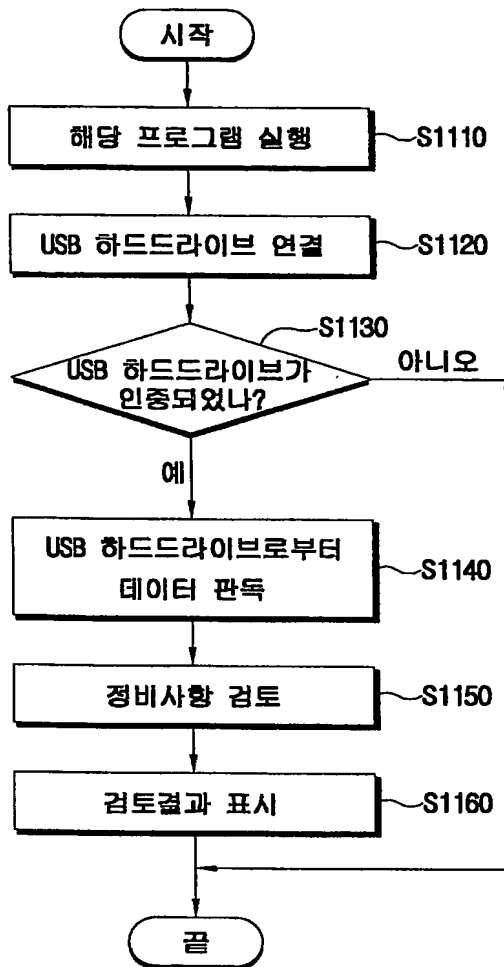 시작
해당 프로그램 실행
S1110
USB 하드드라이브 연결
S1120
S1130
USB 하드드라이브가
인증되었나?
아니오
예
USB 하드드라이브로부터
데이터 판독
S1140
정비사항 검토
S1150
검토결과 표시
S1160
끝